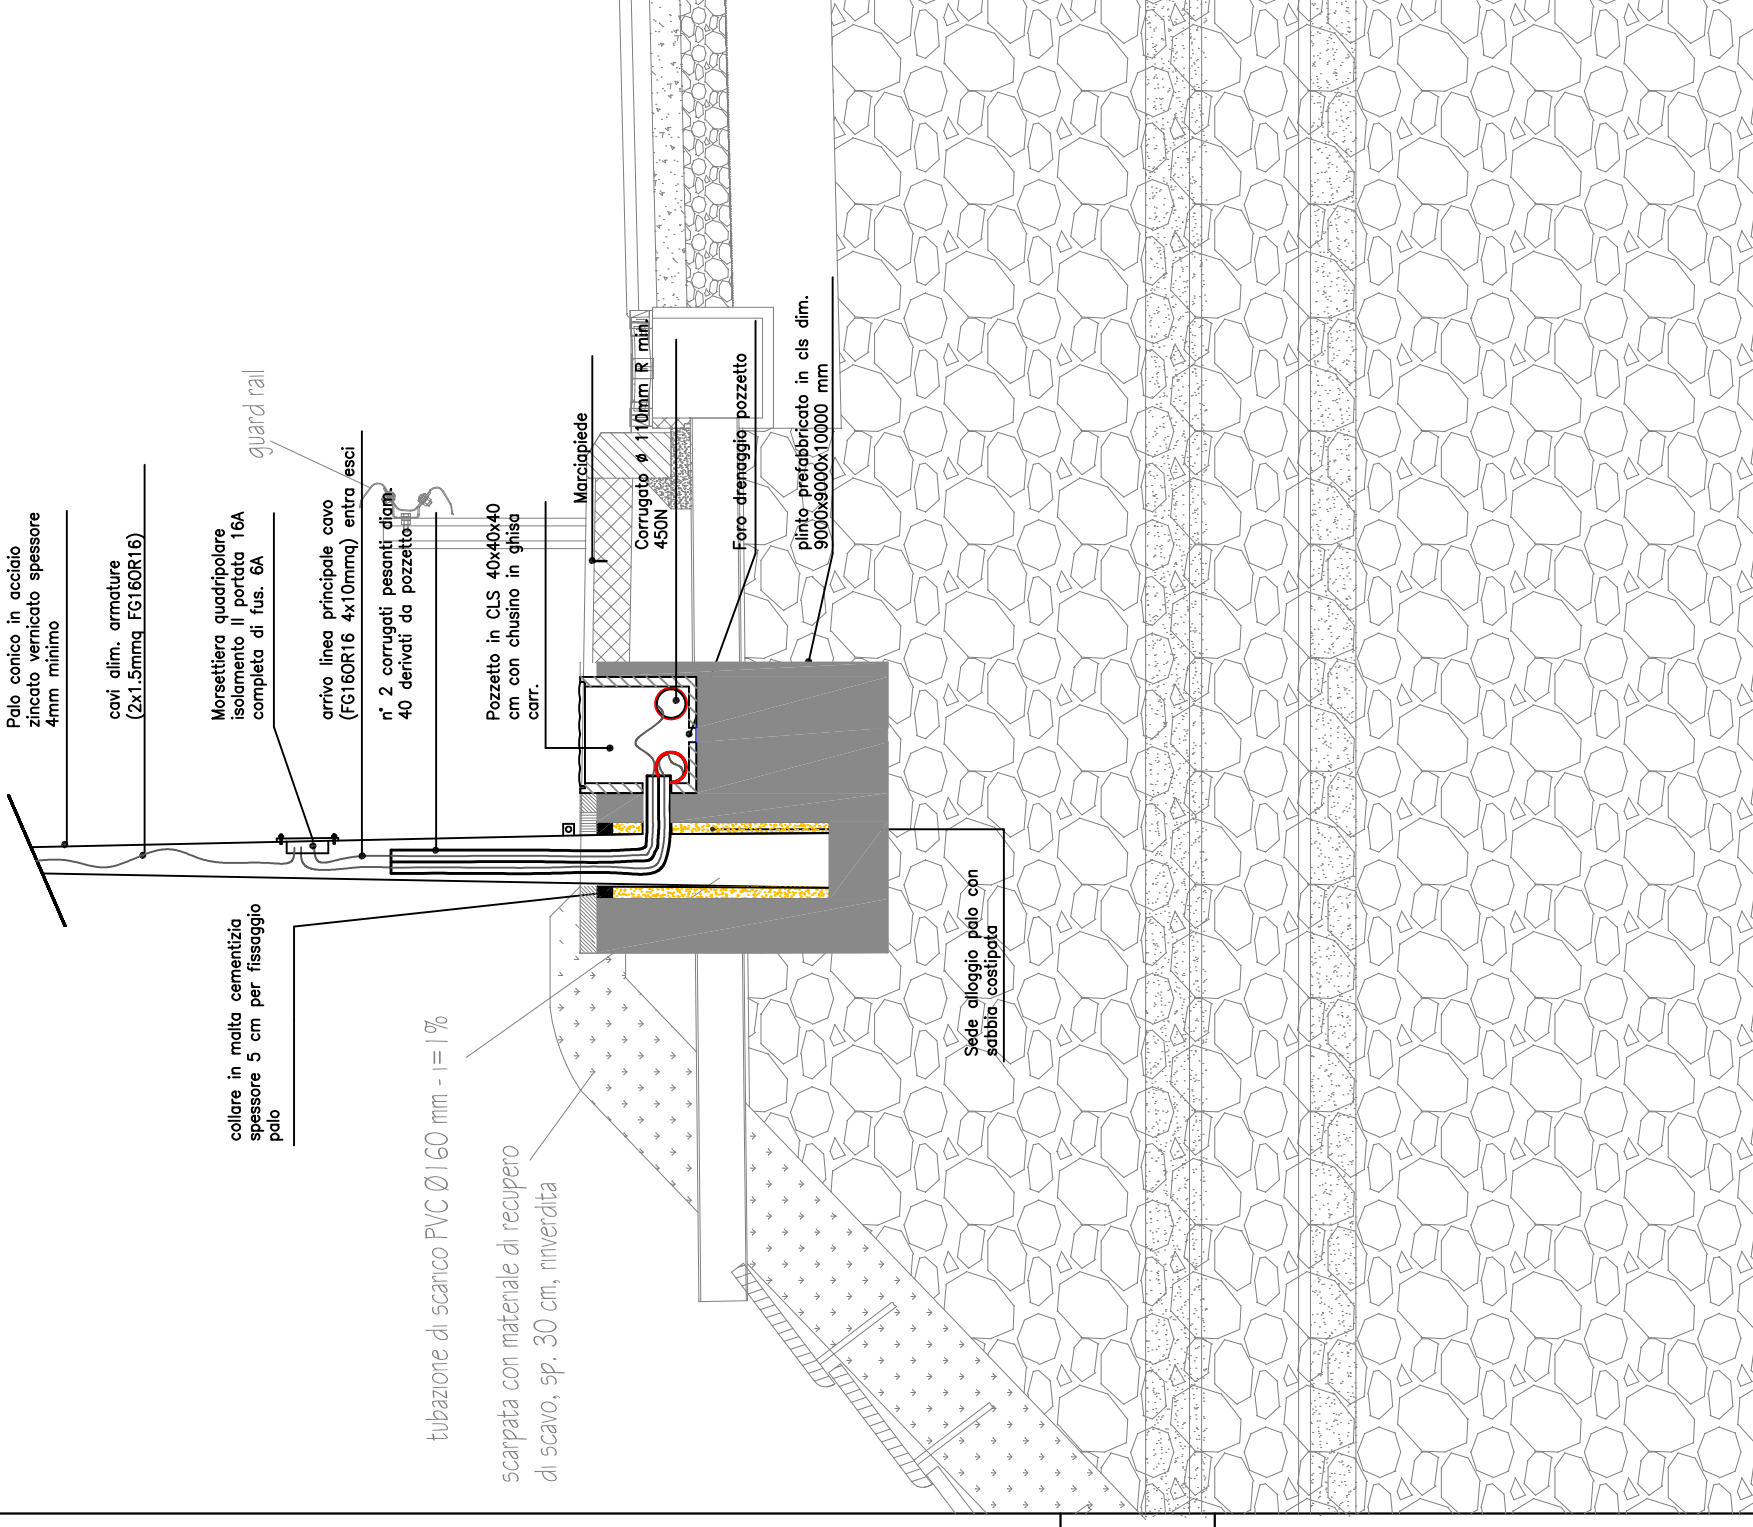 Palo conico in acciaio
zincato vernicato spessore
4mm minimo
cavi alim. armature
(2x1.5mmq FG16OR16)
Morsettiera quadripolare
isolamento II portata 16A
completa di fus. 6A
guard rail
arrivo linea principale cavo
(FG16OR16 4x10mmq) entra esci
n° 2 corrugati pesanti diam.
40 derivati da pozzetto
Pozzetto in CLS 40x40x40
cm con chusino in ghisa
carr.
Marciapiede
Corrugato ø 110mm R min.
450N
Foro drenaggio pozzetto
plinto prefabbricato in cls dim.
9000x9000x10000 mm
collare in malta cementizia
spessore 5 cm per fissaggio
palo
tubazione di scarico PVC Ø160 mm - i=1%
scarpata con materiale di recupero
di scavo, sp. 30 cm, rinverdita
Sede alloggio palo con
sabbia costipata